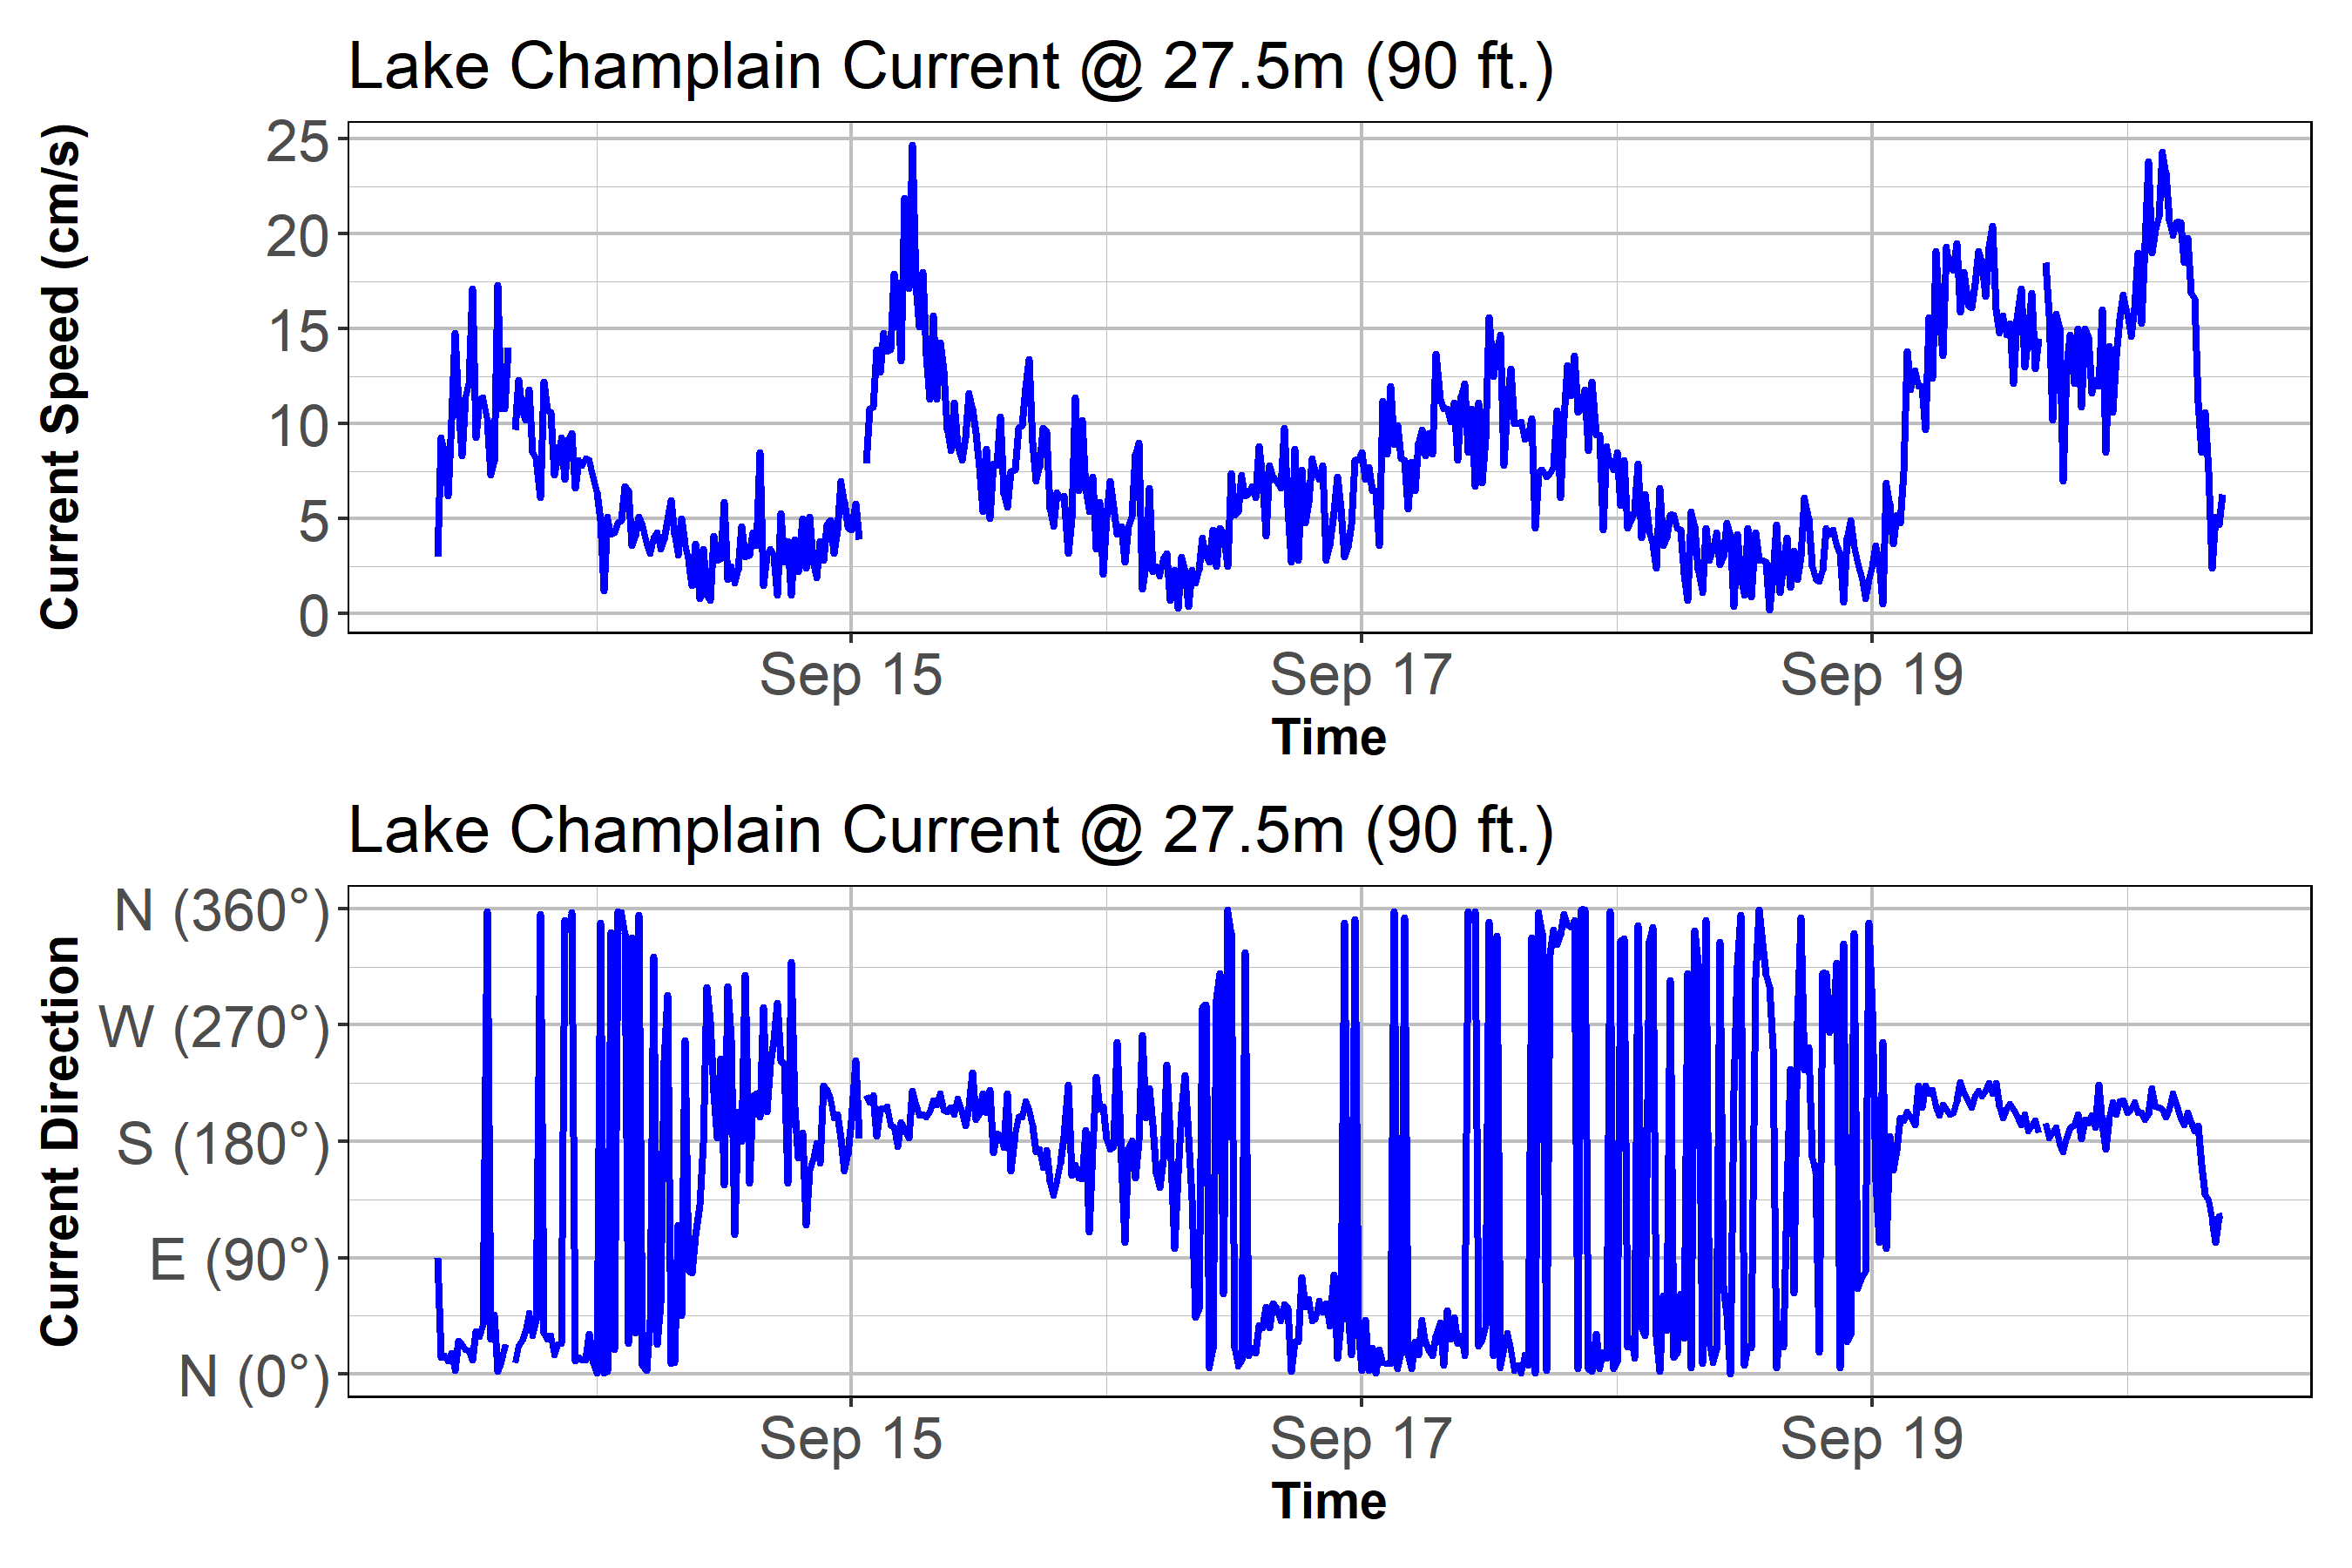 Lake Champlain Current @ 27.5m (90 ft.)
Current Speed (cm/s)
25
20
15
10
5
0
Sep 15
Sep 17
Sep 19
Time
Lake Champlain Current @ 27.5m (90 ft.)
Current Direction
N (360°)
W (270°)
S (180°)
E (90°)
N (0°)
Sep 15
Sep 17
Sep 19
Time